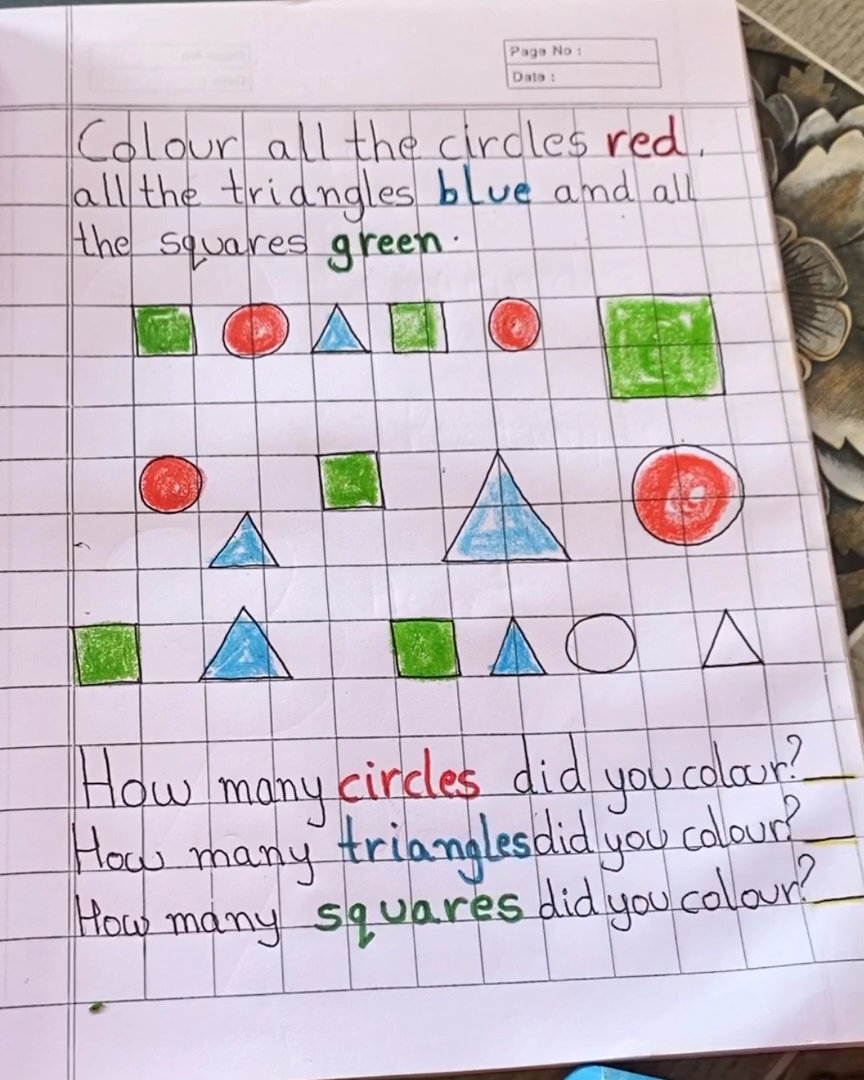 Page No :
Date :
Colour all the circles red,
all the triangles blue and all
the squares green.
How many circles did you colour?
How many triangles did you colour?
How many squares did you colour?